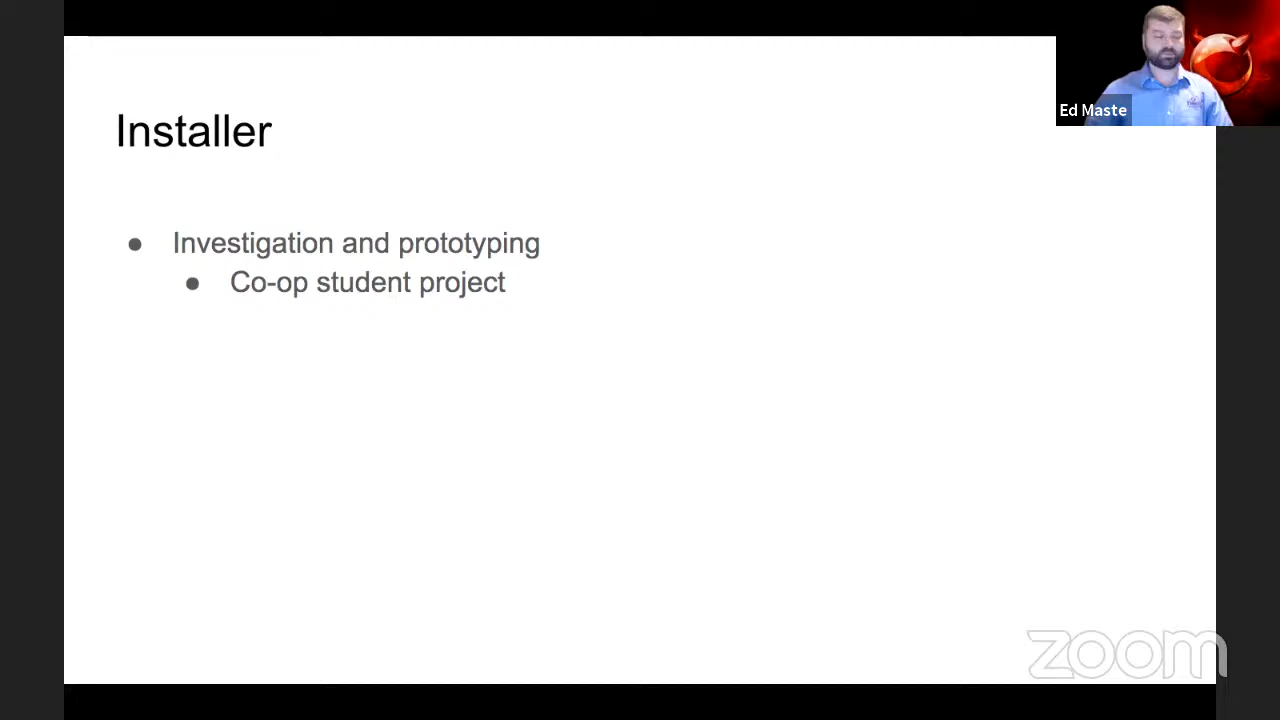 Installer
Ed Maste
● Investigation and prototyping
● Co-op student project
zoom